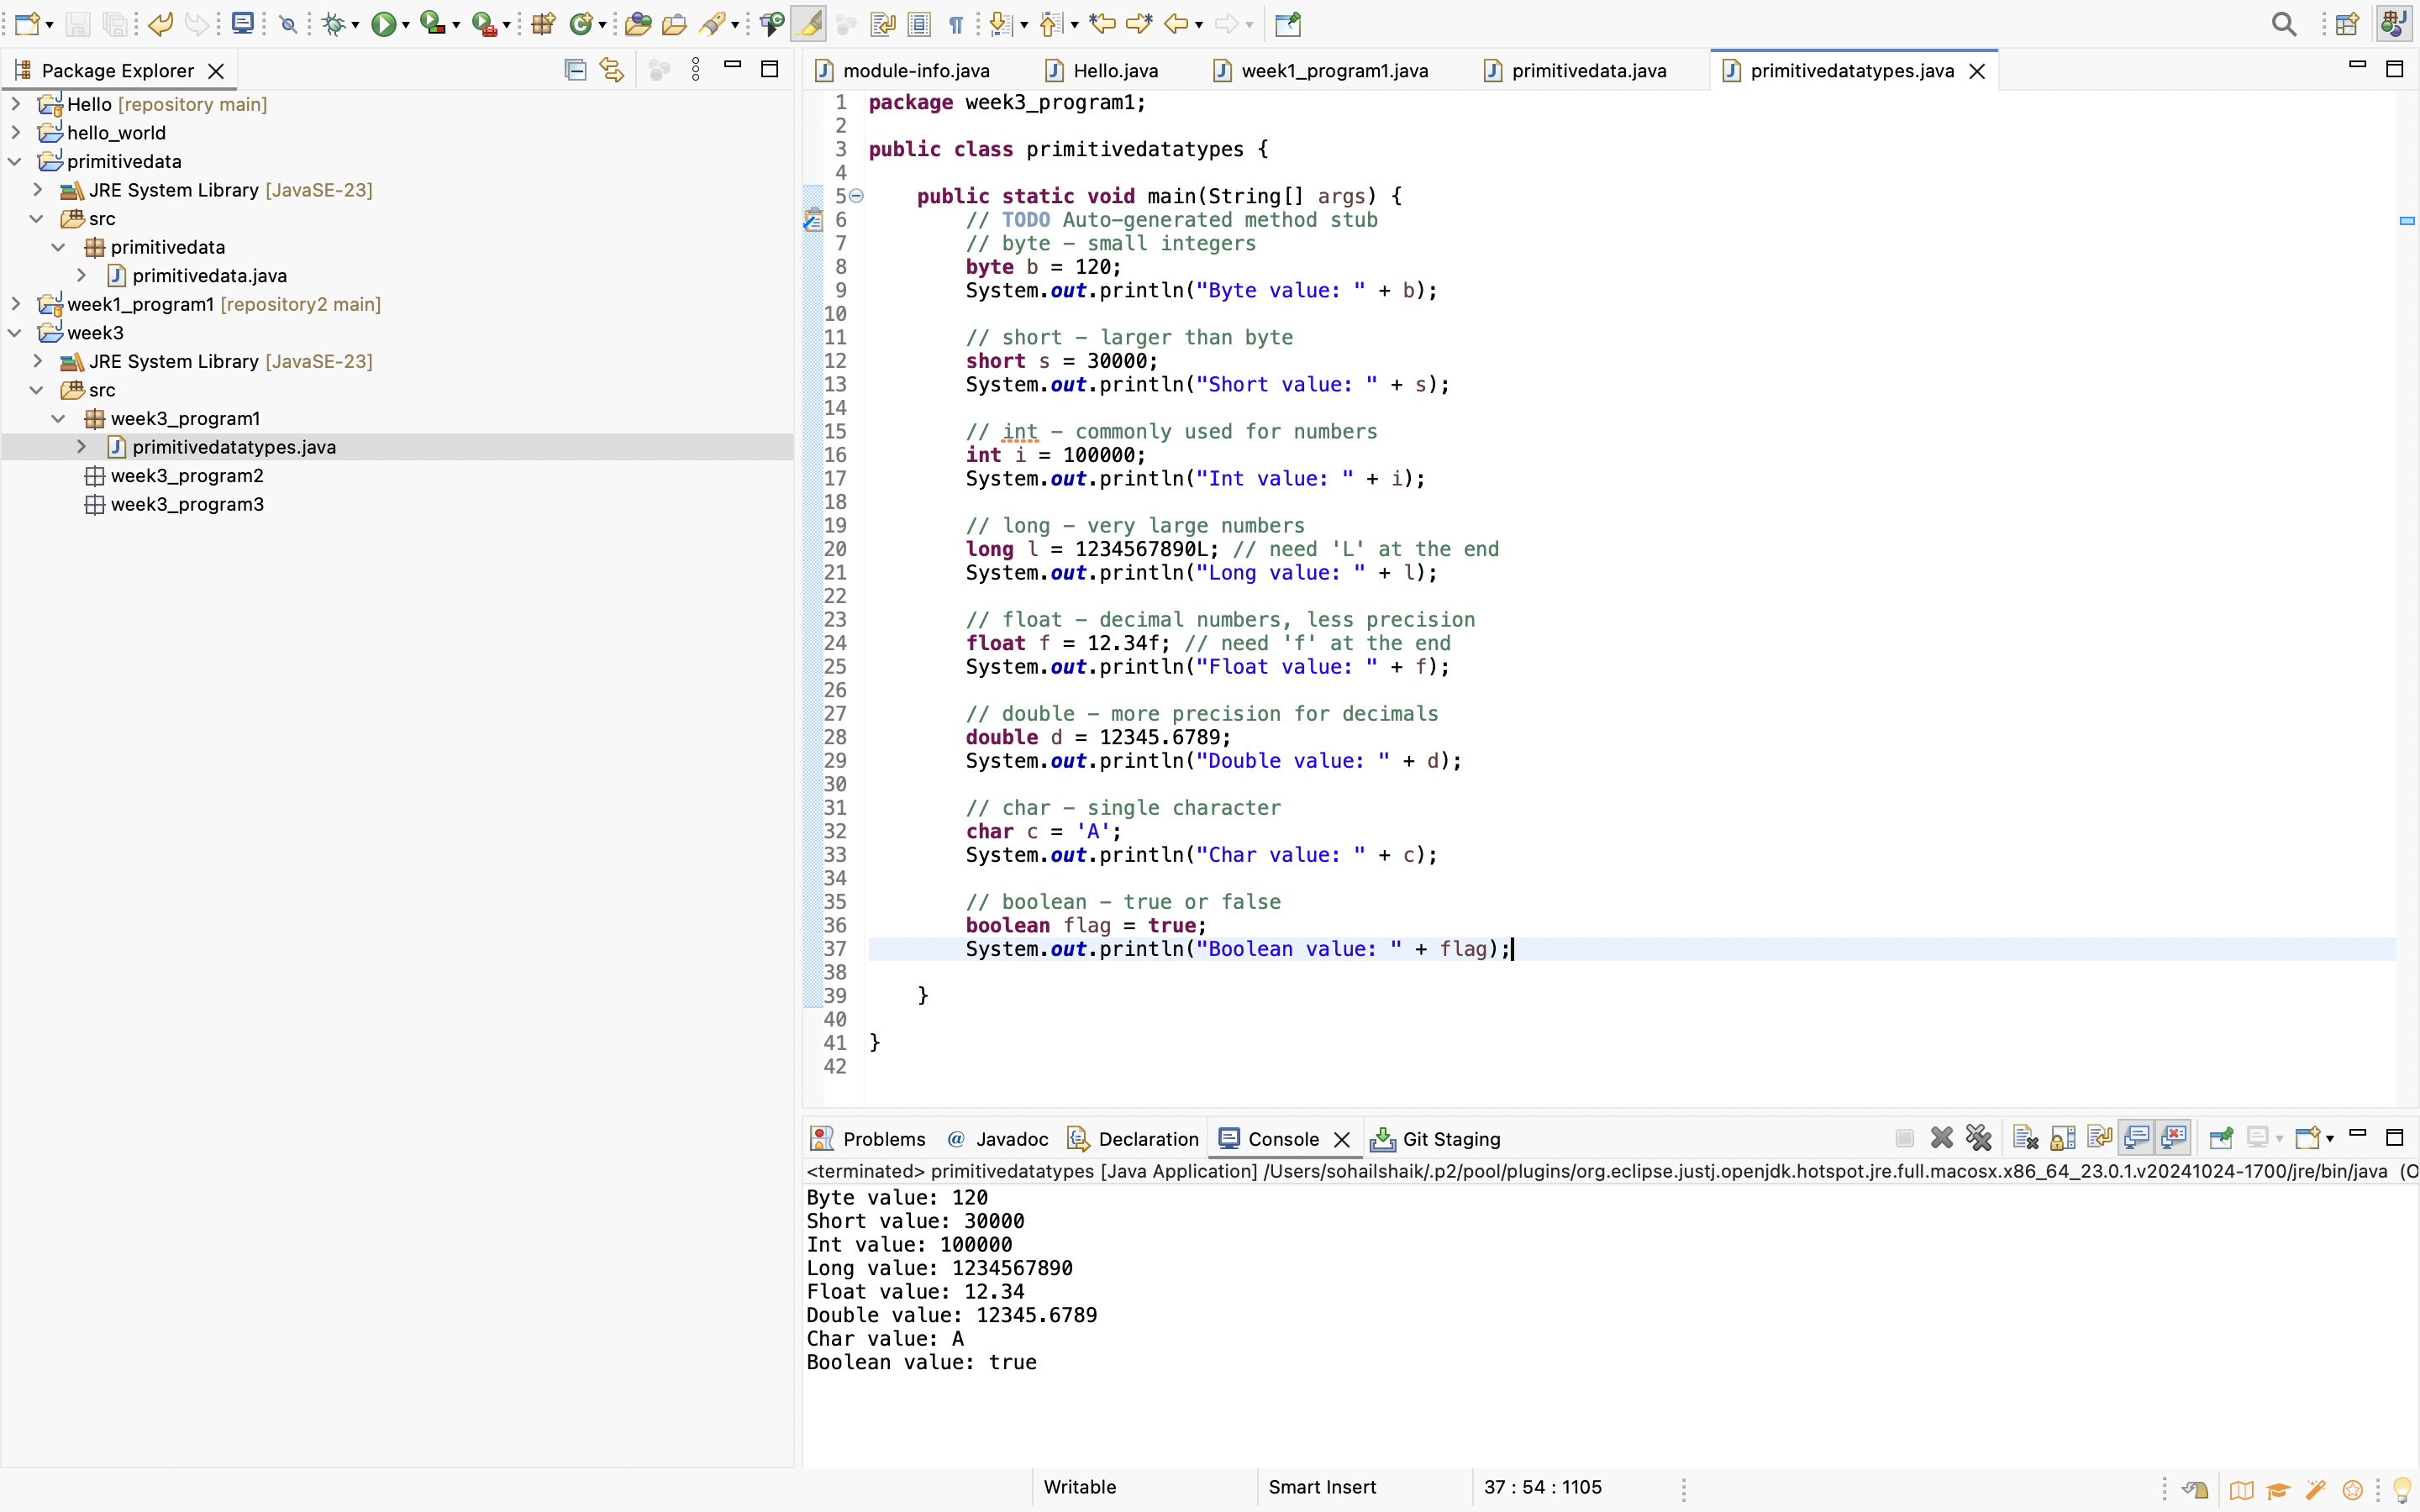 Package Explorer
Hello [repository main]
hello_world
primitivedata
JRE System Library [JavaSE-23]
src
primitivedata
primitivedata.java
week1_program1 [repository2 main]
week3
JRE System Library [JavaSE-23]
src
week3_program1
primitivedatatypes.java
week3_program2
week3_program3
module-info.java Hello.java week1_program1.java primitivedata.java primitivedatatypes.java
1 package week3_program1;
2
3 public class primitivedatatypes {
4
5 public static void main(String[] args) {
6 // TODO Auto-generated method stub
7 // byte – small integers
8 byte b = 120;
9 System.out.println("Byte value: " + b);
10
11 // short – larger than byte
12 short s = 30000;
13 System.out.println("Short value: " + s);
14
15 // int – commonly used for numbers
16 int i = 100000;
17 System.out.println("Int value: " + i);
18
19 // long – very large numbers
20 long l = 1234567890L; // need 'L' at the end
21 System.out.println("Long value: " + l);
22
23 // float – decimal numbers, less precision
24 float f = 12.34f; // need 'f' at the end
25 System.out.println("Float value: " + f);
26
27 // double – more precision for decimals
28 double d = 12345.6789;
29 System.out.println("Double value: " + d);
30
31 // char – single character
32 char c = 'A';
33 System.out.println("Char value: " + c);
34
35 // boolean – true or false
36 boolean flag = true;
37 System.out.println("Boolean value: " + flag);
38
39 }
40
41 }
42
Problems @ Javadoc Declaration Console Git Staging
<terminated> primitivedatatypes [Java Application] /Users/sohailshaik/.p2/pool/plugins/org.eclipse.justj.openjdk.hotspot.jre.full.macosx.x86_64_23.0.1.v20241024-1700/jre/bin/java (O
Byte value: 120
Short value: 30000
Int value: 100000
Long value: 1234567890
Float value: 12.34
Double value: 12345.6789
Char value: A
Boolean value: true
Writable Smart Insert 37 : 54 : 1105